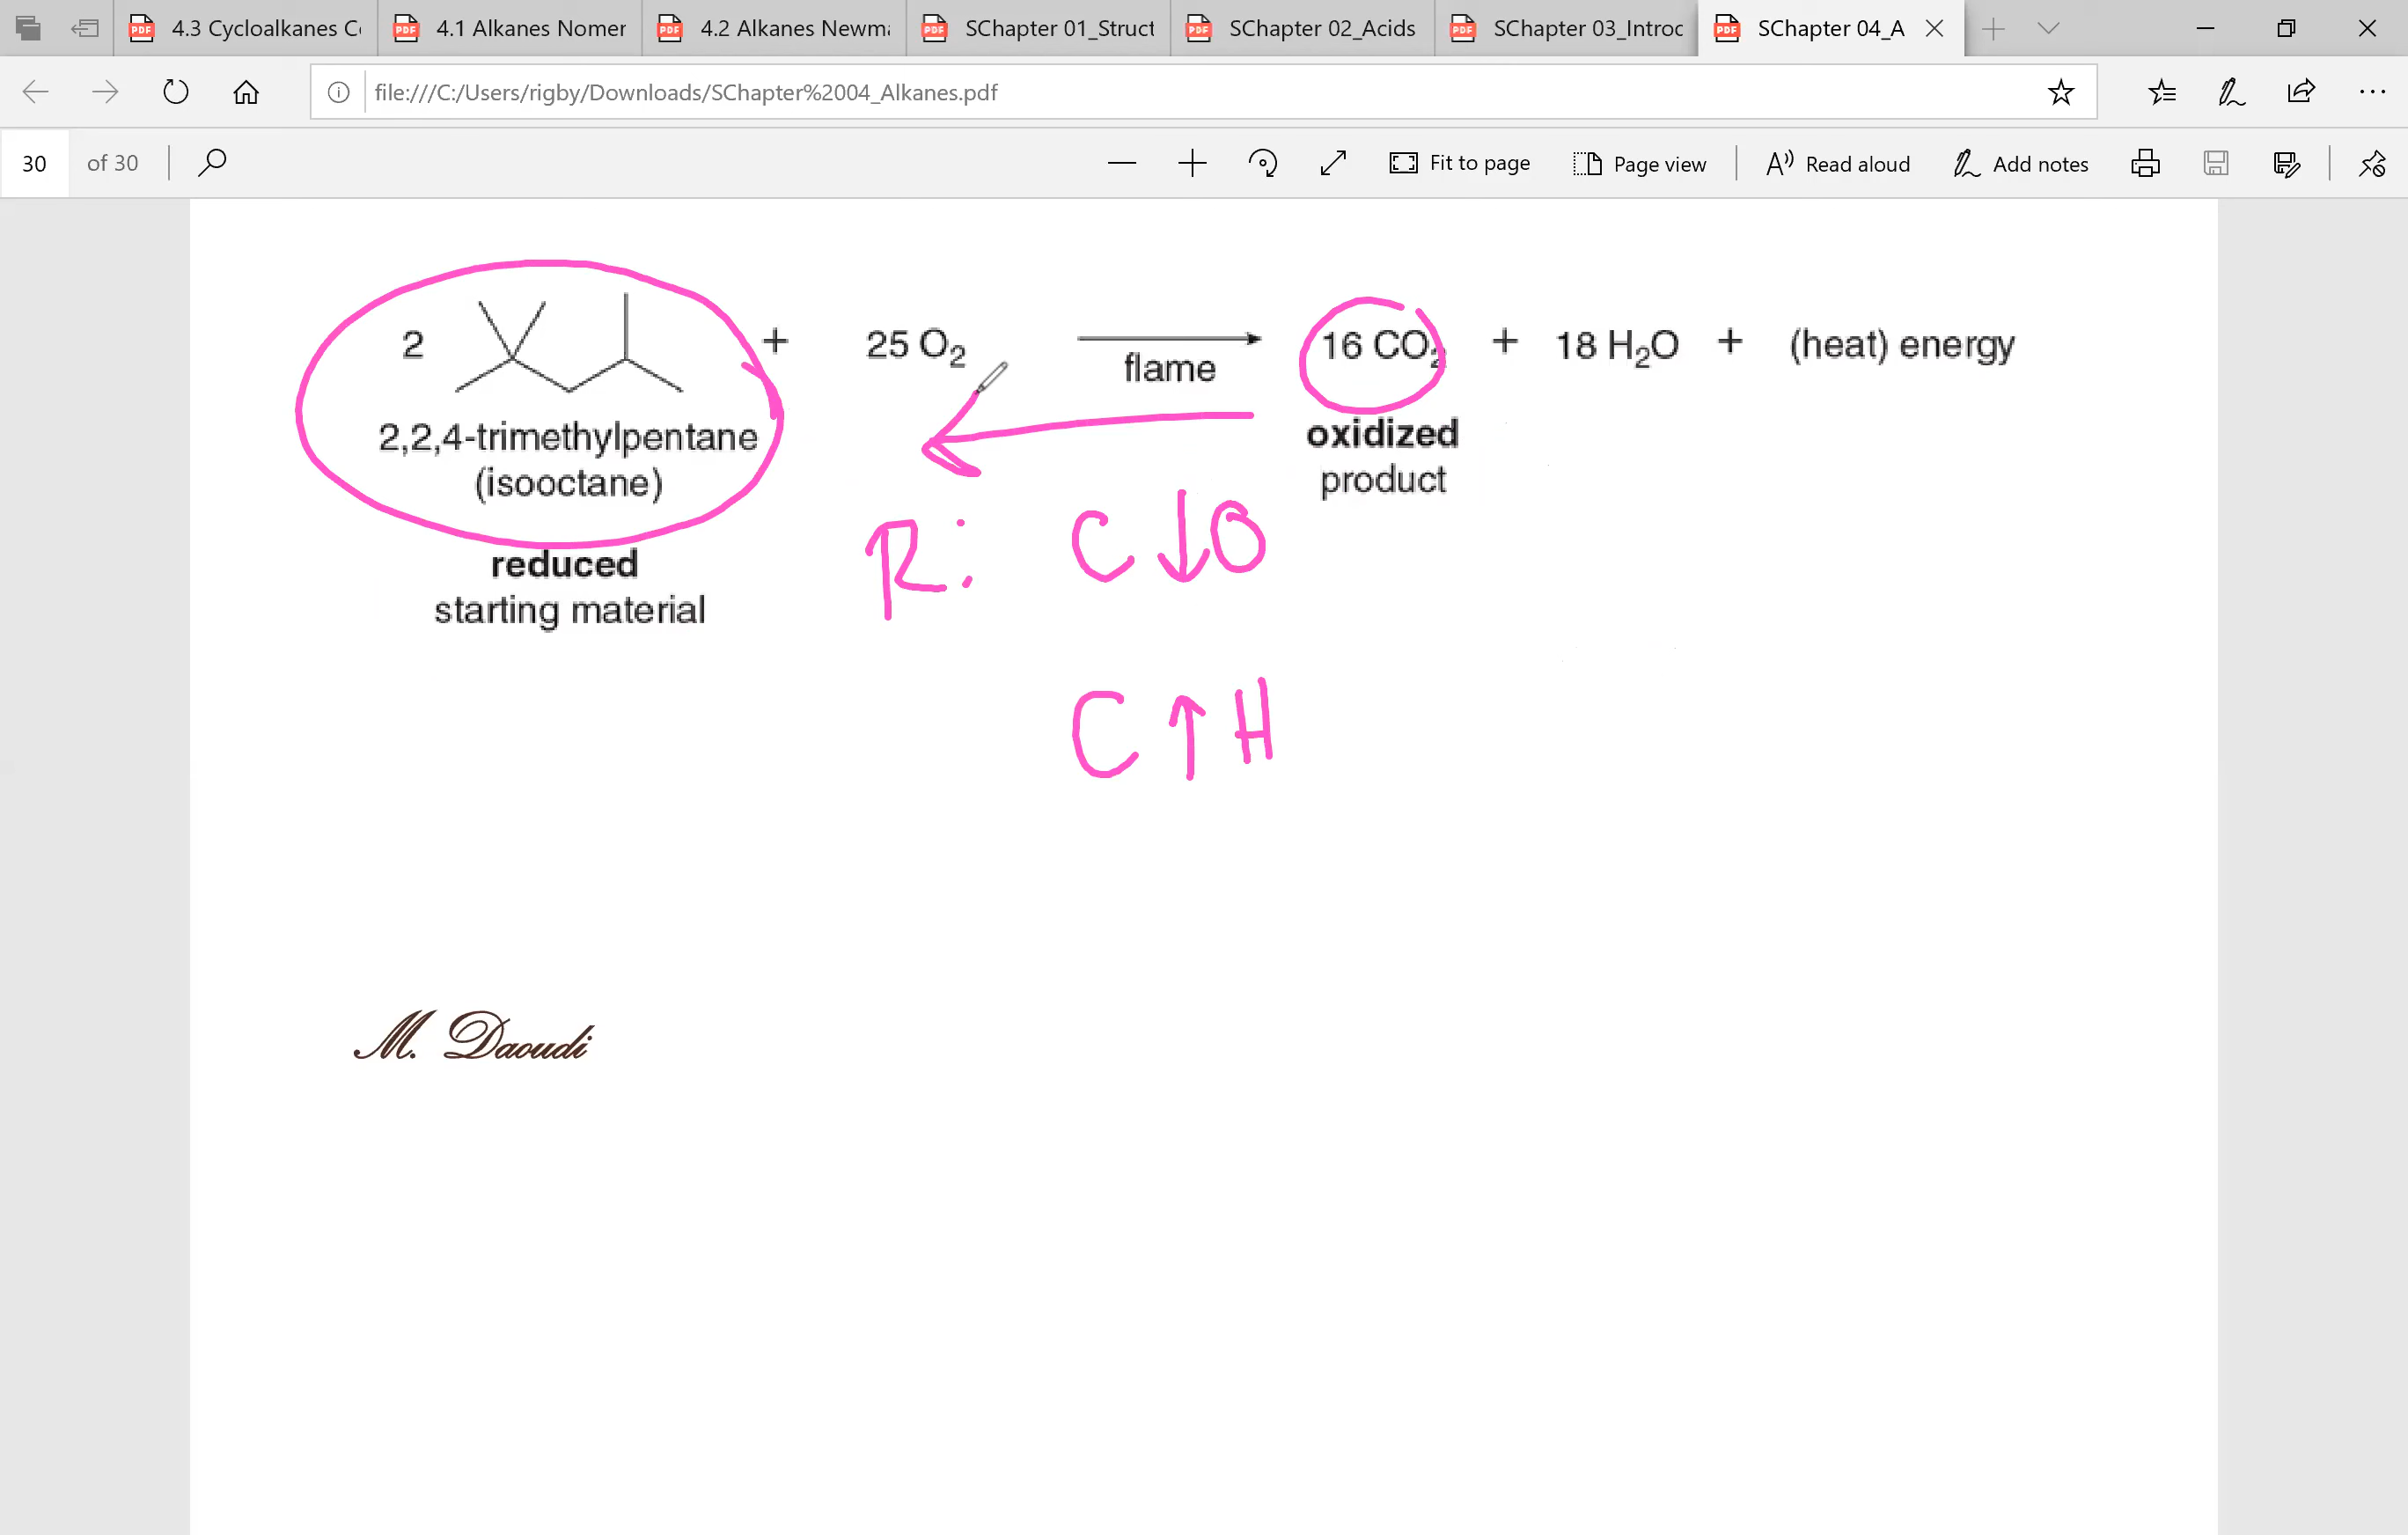 4.3 Cycloalkanes C
4.1 Alkanes Nomer
4.2 Alkanes Newm
SChapter 01_Struct
SChapter 02_Acids
SChapter 03_Introc
SChapter 04_A
file:///C:/Users/rigby/Downloads/SChapter%2004_Alkanes.pdf
30 of 30
Fit to page
Page view
Read aloud
Add notes
2 + 25 O₂ flame 16 CO₂ + 18 H₂O + (heat) energy
2,2,4-trimethylpentane
(isooctane)
oxidized
product
reduced
starting material
R: C ↓ O
C ↑ H
M. Daoudi